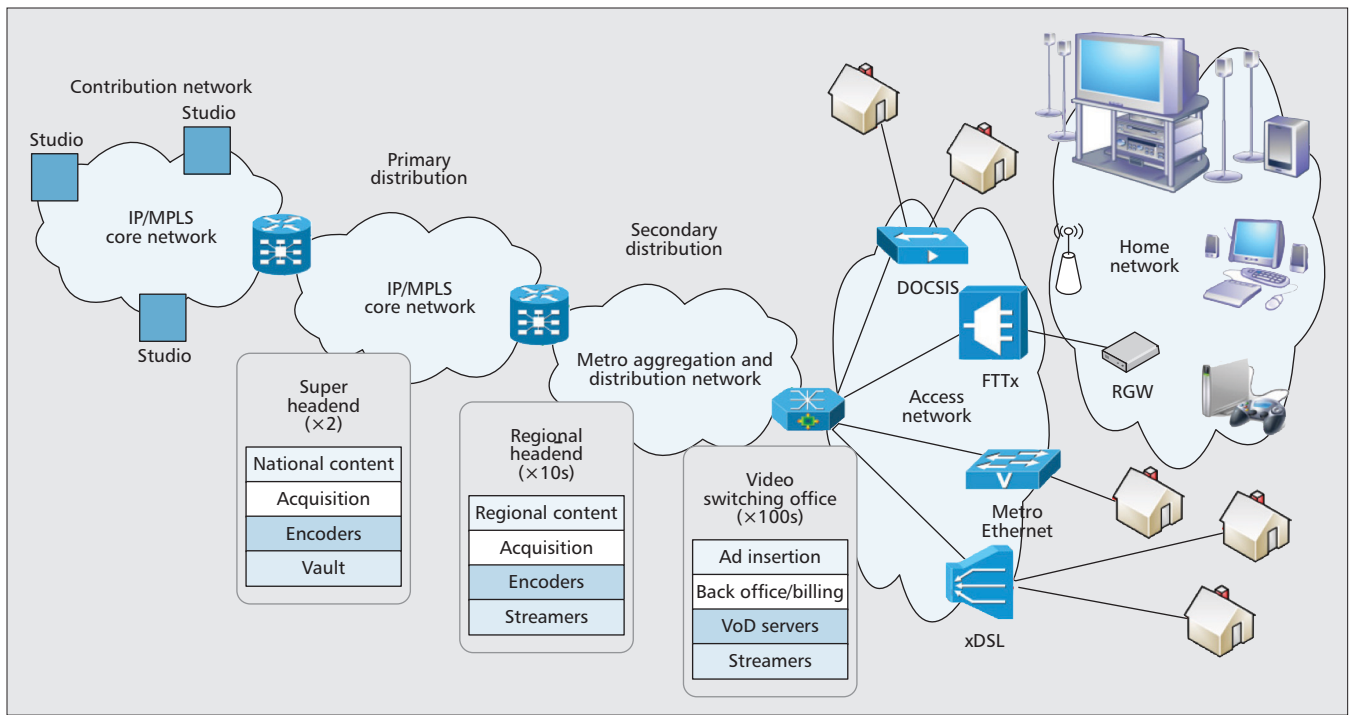 Contribution network
Studio
Studio
IP/MPLS
core network
Studio
Primary
distribution
IP/MPLS
core network
Secondary
distribution
Metro aggregation and
distribution network
Super
headend
(×2)
National content
Acquisition
Encoders
Vault
Regional
headend
(×10s)
Regional content
Acquisition
Encoders
Streamers
Video
switching office
(×100s)
Ad insertion
Back office/billing
VoD servers
Streamers
DOCSIS
FTTx
Access
network
V
Metro
Ethernet
xDSL
Home
network
RGW